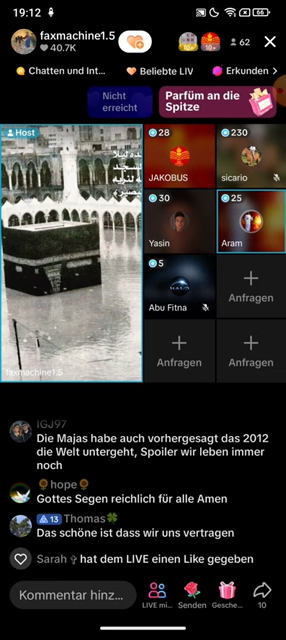 19:12
66
faxmachine1.5
40.7K
10+
62
Chatten und Int...
Beliebte LIV
Erkunden
Nicht
erreicht
Parfüm an die
Spitze
Host
28
JAKOBUS
230
sicario
30
Yasin
25
Aram
5
Abu Fitna
Anfragen
Anfragen
Anfragen
faxmachine1.5
IGJ97
Die Majas habe auch vorhergesagt das 2012
die Welt untergeht, Spoiler wir leben immer
noch
🌻hope🌻
Gottes Segen reichlich für alle Amen
13 Thomas🍀
Das schöne ist dass wir uns vertragen
Sarah ✞ hat dem LIVE einen Like gegeben
Kommentar hinz...
LIVE mi...
Senden
Gesche...
10